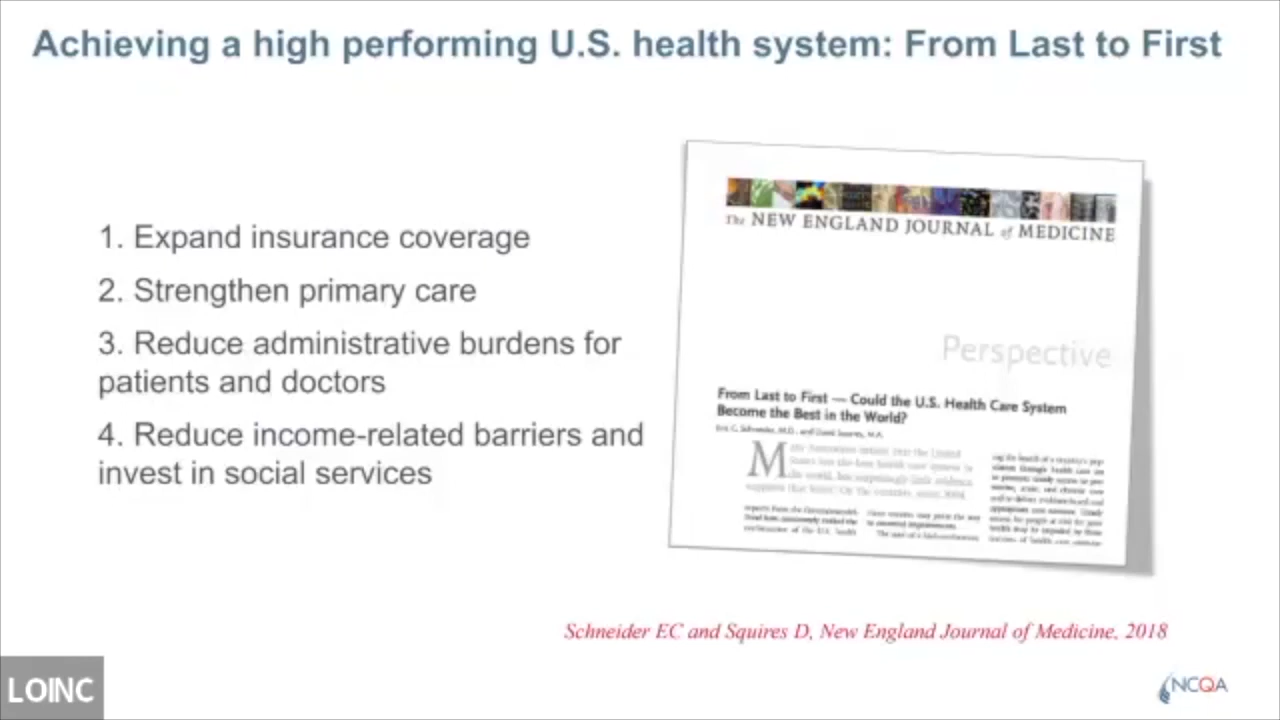 Achieving a high performing U.S. health system: From Last to First
1. Expand insurance coverage
2. Strengthen primary care
3. Reduce administrative burdens for
patients and doctors
4. Reduce income-related barriers and
invest in social services
The NEW ENGLAND JOURNAL of MEDICINE
Perspective
From Last to First — Could the U.S. Health Care System
Become the Best in the World?
Schneider EC and Squires D, New England Journal of Medicine, 2018
LOINC
NCQA